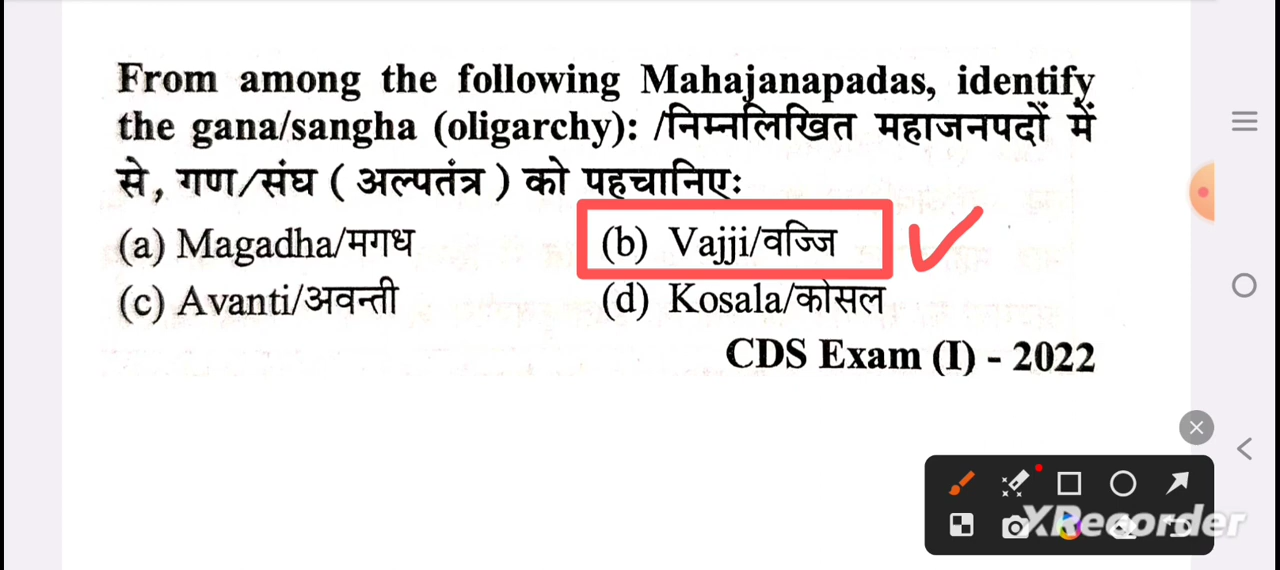 From among the following Mahajanapadas, identify
the gana/sangha (oligarchy): /निम्नलिखित महाजनपदों में
से, गण/संघ ( अल्पतंत्र ) को पहचानिएः
(a) Magadha/मगध (b) Vajji/वज्जि
(c) Avanti/अवन्ती (d) Kosala/कोसल
CDS Exam (I) - 2022
XRecorder